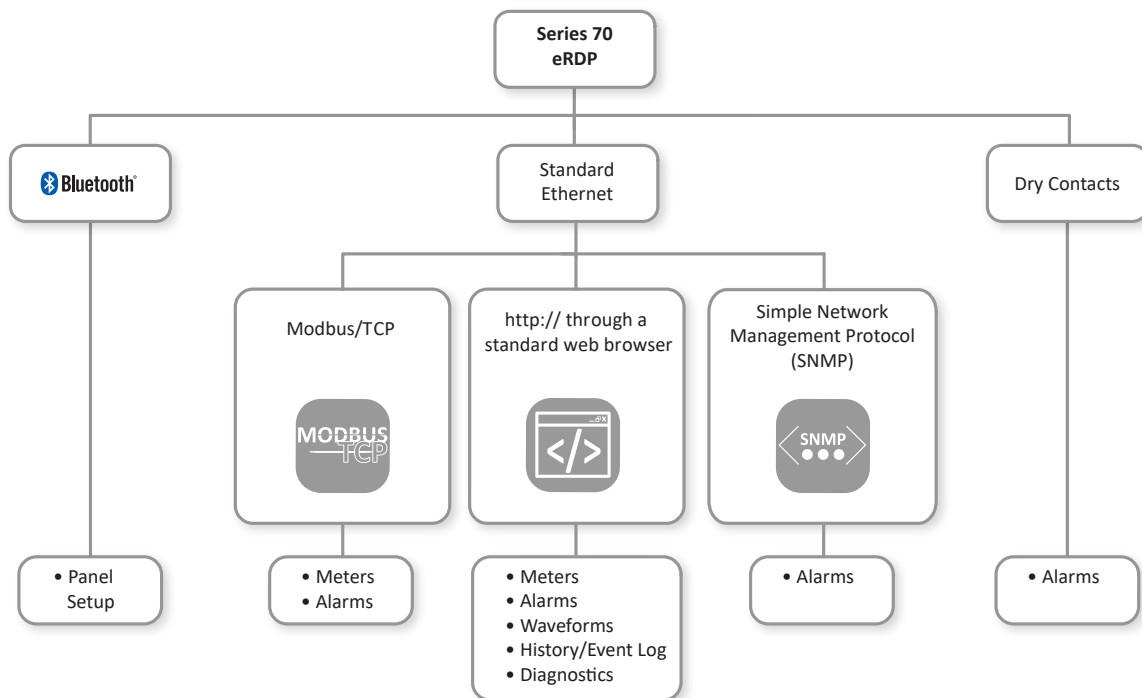 Series 70
eRDP
Bluetooth®
Standard
Ethernet
Dry Contacts
Modbus/TCP
http:// through a
standard web browser
Simple Network
Management Protocol
(SNMP)
MODBUS
TCP
</>
SNMP
• Panel
Setup
• Meters
• Alarms
• Meters
• Alarms
• Waveforms
• History/Event Log
• Diagnostics
• Alarms
• Alarms